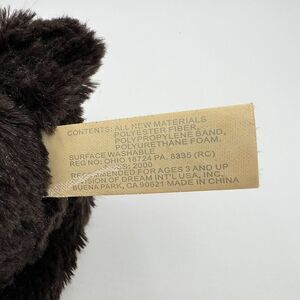 CONTENTS: ALL NEW MATERIALS
POLYESTER FIBER,
POLYPROPYLENE BAND,
POLYURETHANE FOAM.
SURFACE WASHABLE
REG NO: OHIO 18724 PA. 8335 (RC)
RCESS: 2000
RECOMMENDED FOR AGES 3 AND UP
VISION OF DREAM INT'L USA, INC.
BUENA PARK, CA 90621 MADE IN CHINA